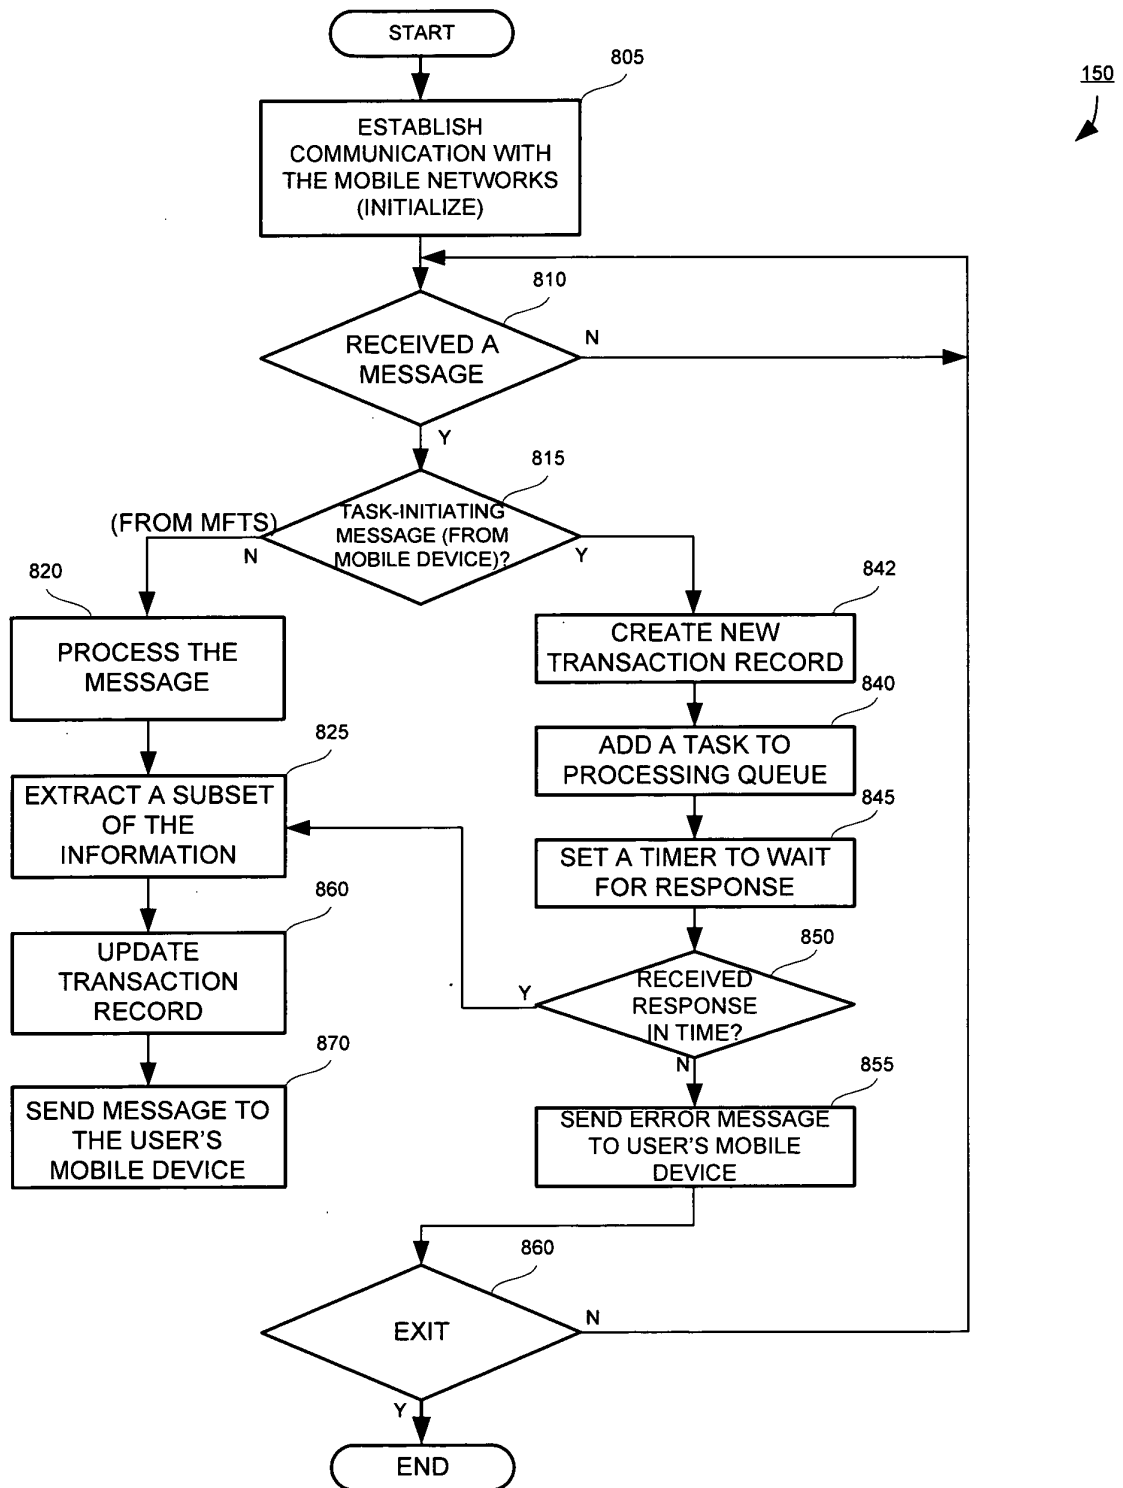 START
805
150
ESTABLISH
COMMUNICATION WITH
THE MOBILE NETWORKS
(INITIALIZE)
810
RECEIVED A
MESSAGE
N
Y
815
TASK-INITIATING
MESSAGE (FROM
MOBILE DEVICE)?
(FROM MFTS)
N
Y
820
PROCESS THE
MESSAGE
842
CREATE NEW
TRANSACTION RECORD
840
ADD A TASK TO
PROCESSING QUEUE
825
EXTRACT A SUBSET
OF THE
INFORMATION
845
SET A TIMER TO WAIT
FOR RESPONSE
860
UPDATE
TRANSACTION
RECORD
850
RECEIVED
RESPONSE
IN TIME?
Y
N
870
SEND MESSAGE TO
THE USER'S
MOBILE DEVICE
855
SEND ERROR MESSAGE
TO USER'S MOBILE
DEVICE
860
EXIT
N
Y
END